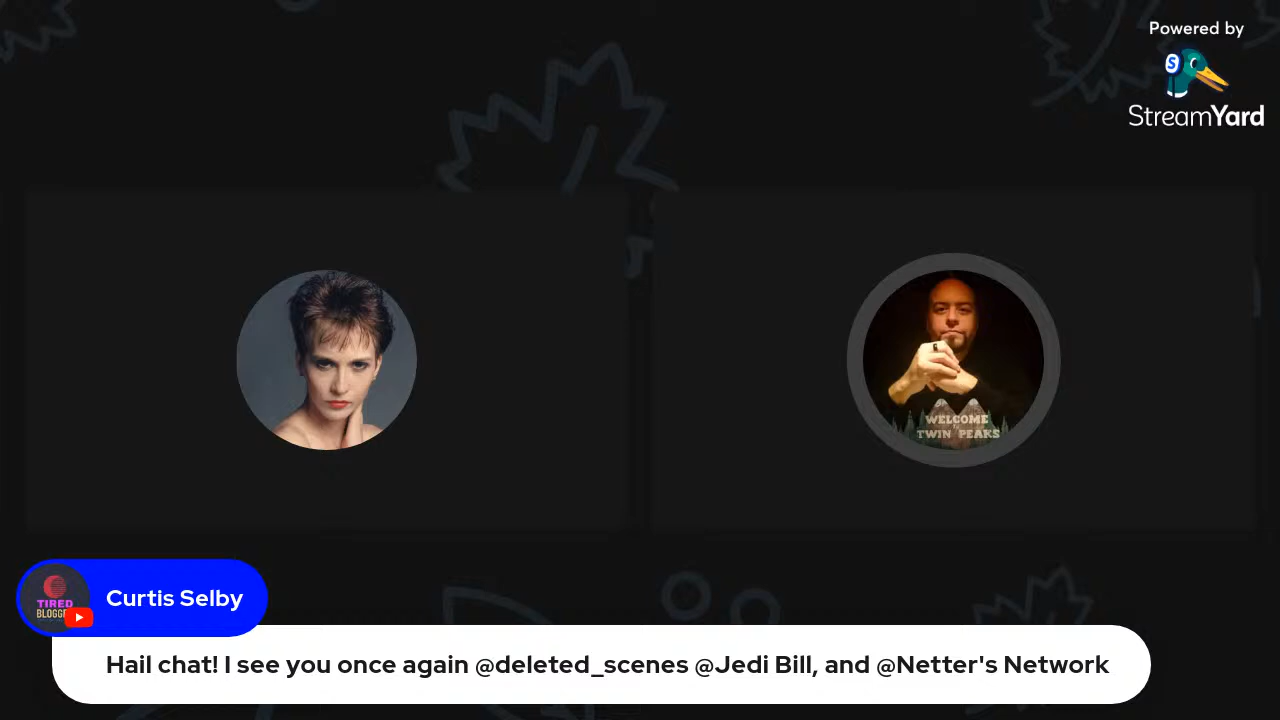 Powered by
StreamYard
WELCOME
TWIN PEAKS
TIRED
Curtis Selby
Hail chat! I see you once again @deleted_scenes @Jedi Bill, and @Netter's Network